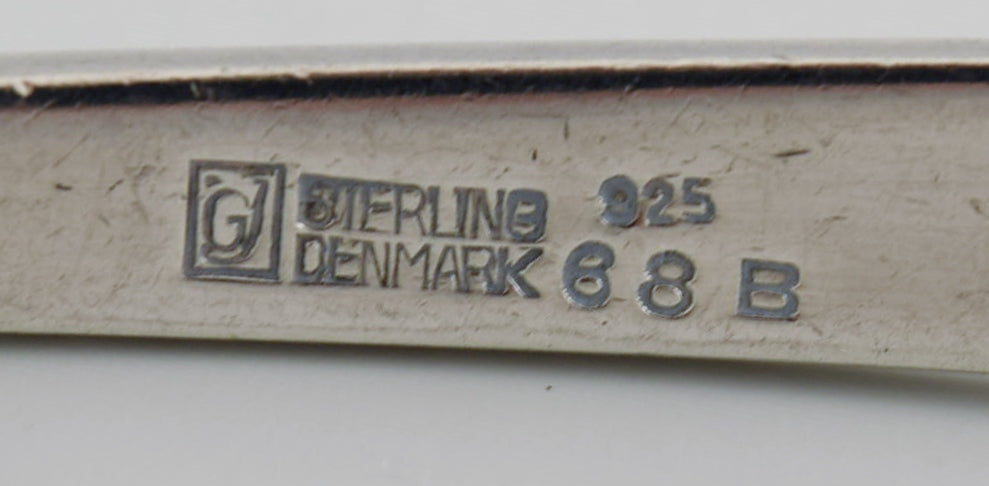 GJ STERLING 925
DENMARK 68 B